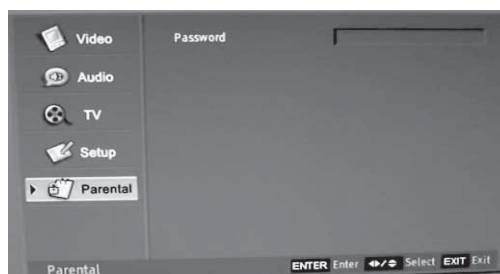 Video
Password
Audio
TV
Setup
Parental
Parental
ENTER Enter / Select EXIT Exit